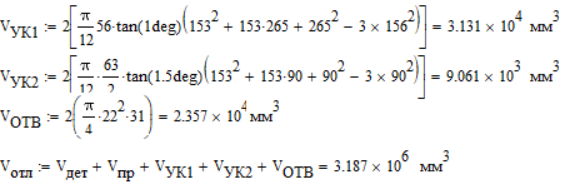 V_УК1 := 2[π/12 56·tan(1deg)(153² + 153·265 + 265² − 3 × 156²)] = 3.131 × 10⁴ мм³
V_УК2 := 2[π/12·63/2·tan(1.5deg)(153² + 153·90 + 90² − 3 × 90²)] = 9.061 × 10³ мм³
V_ОТВ := 2(π/4·22²·31) = 2.357 × 10⁴ мм³
V_отл := V_дет + V_пр + V_УК1 + V_УК2 + V_ОТВ = 3.187 × 10⁶ мм³